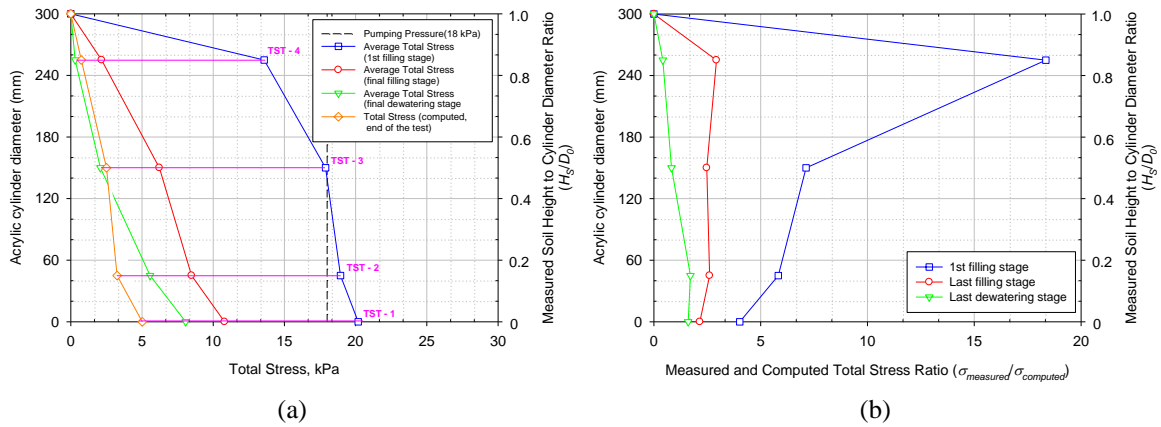 300
260
180
120
60
0
Acrylic cylinder diameter (mm)
0
5
10
15
20
25
30
Total Stress, kPa
1.0
0.8
0.6
0.4
0.2
0
Measured Soil Height to Cylinder Diameter Ratio
(HS/D0)
TST - 4
TST - 3
TST - 2
TST - 1
Pumping Pressure(18 kPa)
Average Total Stress
(1st filling stage)
Average Total Stress
(final filling stage)
Average Total Stress
(final dewatering stage
Total Stress (computed,
end of the test)
(a)
300
240
180
120
60
0
Acrylic cylinder diameter (mm)
0
5
10
15
20
Measured and Computed Total Stress Ratio (σmeasured/σcomputed)
1.0
0.8
0.6
0.4
0.2
0
Measured Soil Height to Cylinder Diameter Ratio
(HS/D0)
1st filling stage
Last filling stage
Last dewatering stage
(b)